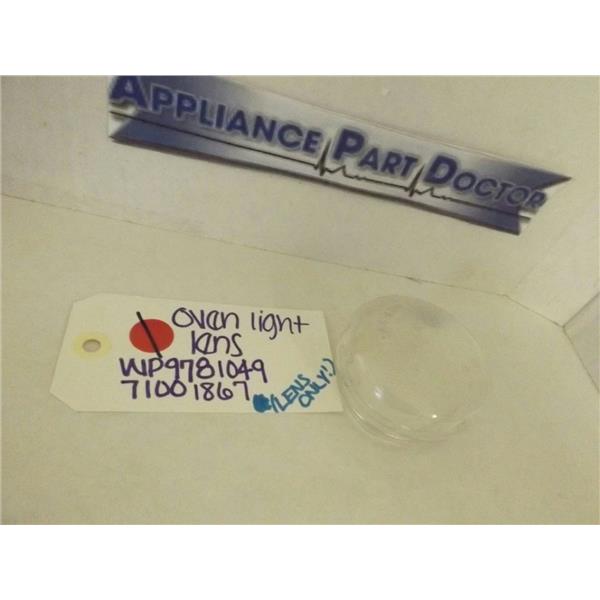 APPLIANCE PART DOCTOR
OVEN light
lens
WP9781049
71001867
(LENS
ONLY!)